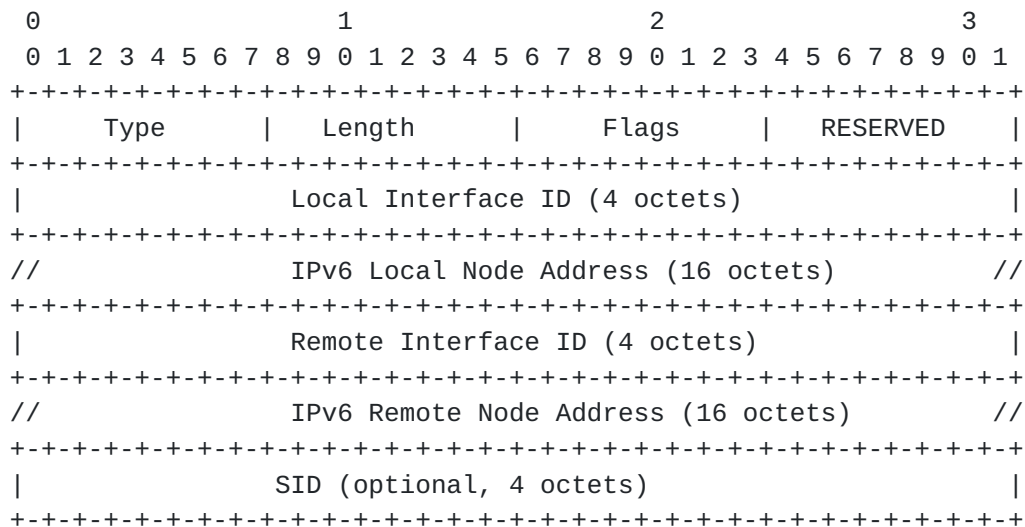 0                   1                   2                   3
 0 1 2 3 4 5 6 7 8 9 0 1 2 3 4 5 6 7 8 9 0 1 2 3 4 5 6 7 8 9 0 1
+-+-+-+-+-+-+-+-+-+-+-+-+-+-+-+-+-+-+-+-+-+-+-+-+-+-+-+-+-+-+-+-+
|     Type      |   Length      |     Flags     |   RESERVED    |
+-+-+-+-+-+-+-+-+-+-+-+-+-+-+-+-+-+-+-+-+-+-+-+-+-+-+-+-+-+-+-+-+
|                 Local Interface ID (4 octets)                 |
+-+-+-+-+-+-+-+-+-+-+-+-+-+-+-+-+-+-+-+-+-+-+-+-+-+-+-+-+-+-+-+-+
//                IPv6 Local Node Address (16 octets)          //
+-+-+-+-+-+-+-+-+-+-+-+-+-+-+-+-+-+-+-+-+-+-+-+-+-+-+-+-+-+-+-+-+
|                 Remote Interface ID (4 octets)                |
+-+-+-+-+-+-+-+-+-+-+-+-+-+-+-+-+-+-+-+-+-+-+-+-+-+-+-+-+-+-+-+-+
//                IPv6 Remote Node Address (16 octets)         //
+-+-+-+-+-+-+-+-+-+-+-+-+-+-+-+-+-+-+-+-+-+-+-+-+-+-+-+-+-+-+-+-+
|                SID (optional, 4 octets)                       |
+-+-+-+-+-+-+-+-+-+-+-+-+-+-+-+-+-+-+-+-+-+-+-+-+-+-+-+-+-+-+-+-+